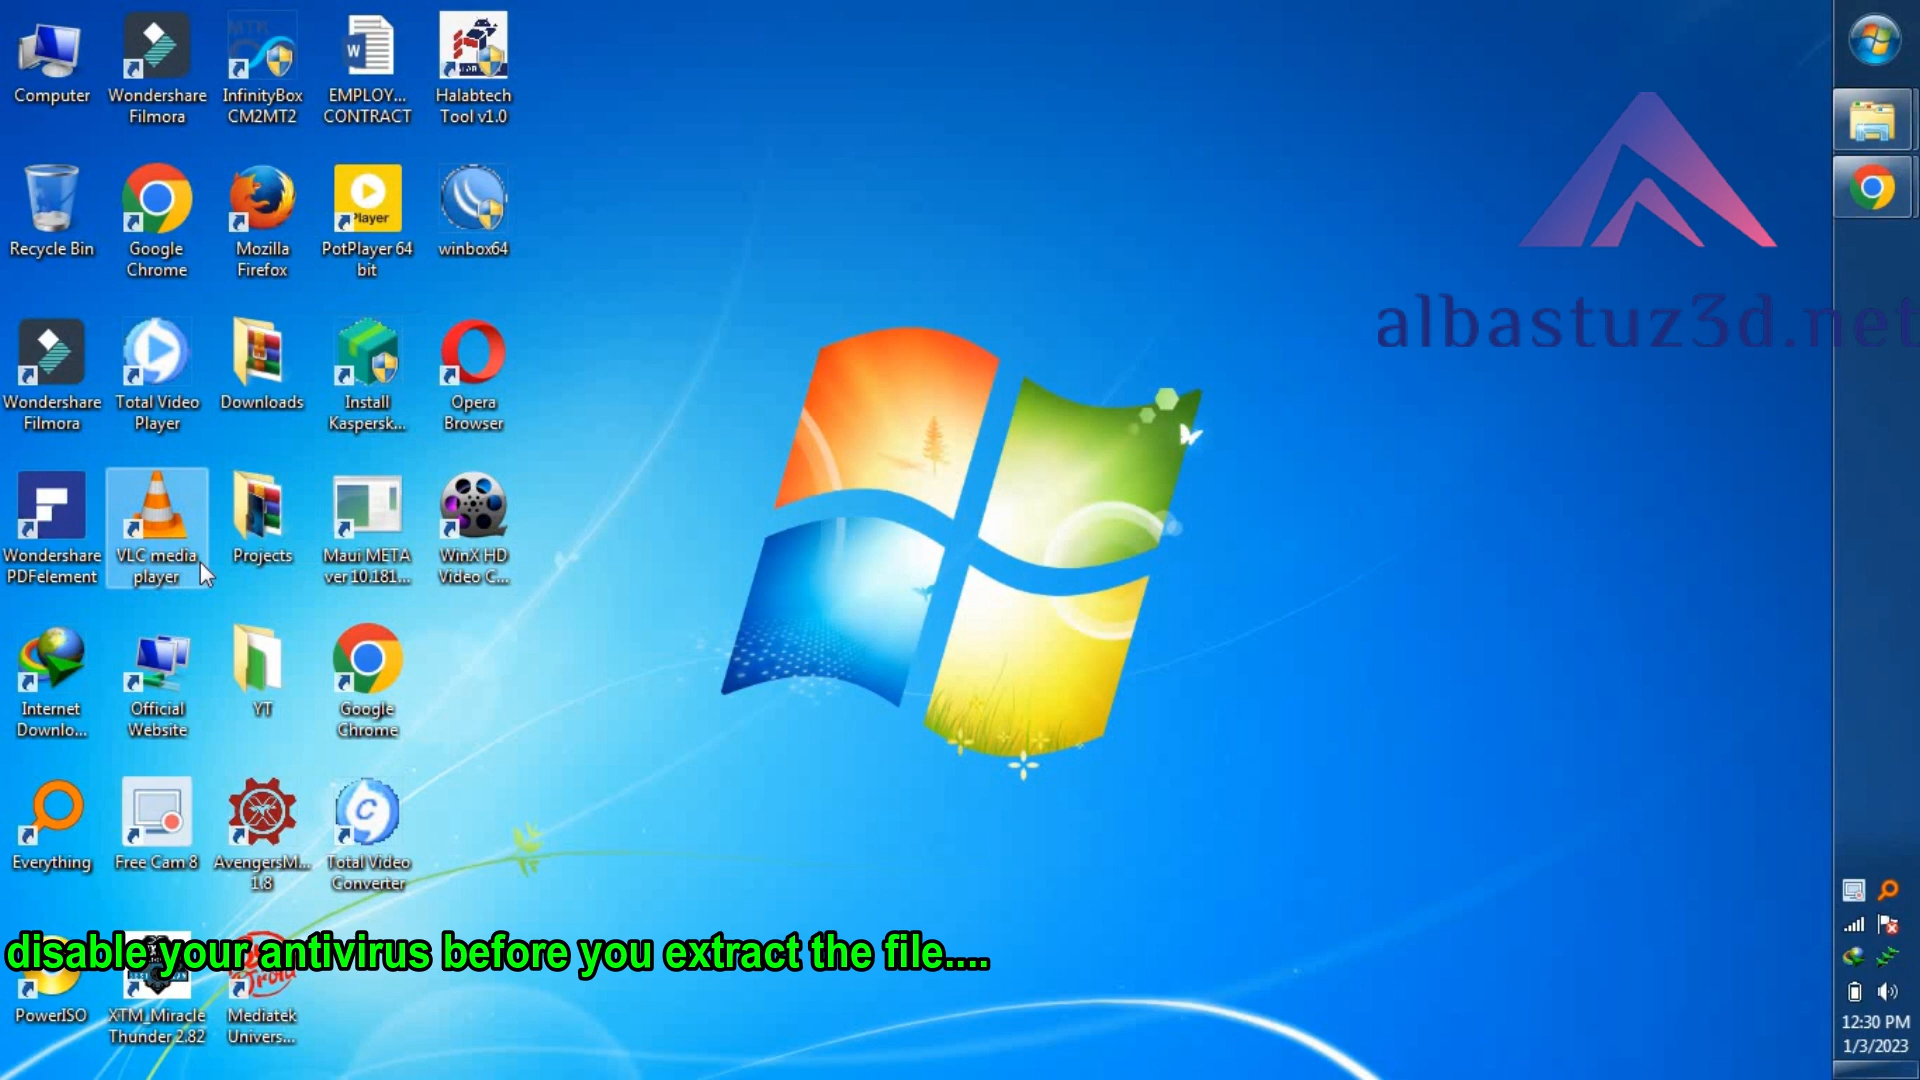 Computer
Wondershare
Filmora
InfinityBox
CM2MT2
EMPLOY...
CONTRACT
Halabtech
Tool v1.0
Recycle Bin
Google
Chrome
Mozilla
Firefox
Player
PotPlayer 64
bit
winbox64
albastuz3d.net
Wondershare
Filmora
Total Video
Player
Downloads
Install
Kaspersk...
Opera
Browser
Wondershare
PDFelement
VLC media
player
Projects
Maui META
ver 10.181...
WinX HD
Video C...
Internet
Downlo...
Official
Website
YT
Google
Chrome
Everything
Free Cam 8
AvengersM...
1.8
Total Video
Converter
disable your antivirus before you extract the file....
PowerISO
XTM_Miracle
Thunder 2.82
Mediatek
Univers...
12:30 PM
1/3/2023